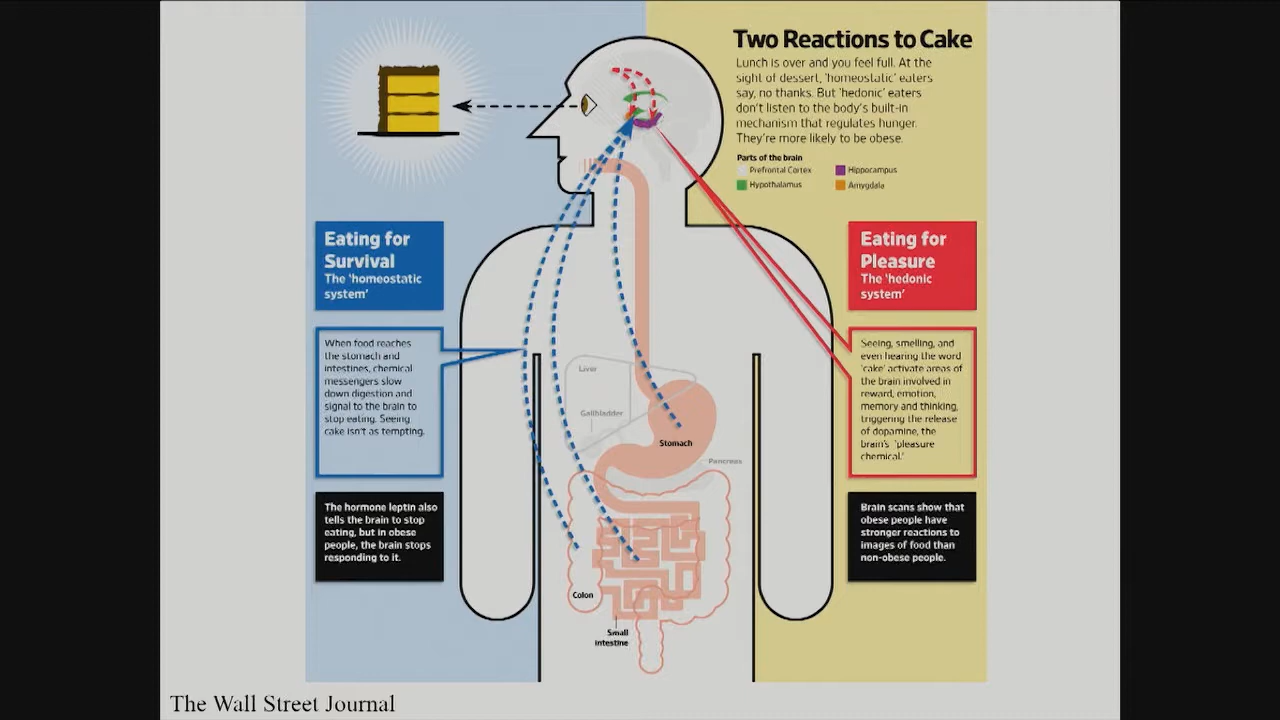 Two Reactions to Cake
Lunch is over and you feel full. At the
sight of dessert, 'homeostatic' eaters
say, no thanks. But 'hedonic' eaters
don't listen to the body's built-in
mechanism that regulates hunger.
They're more likely to be obese.
Parts of the brain
Prefrontal Cortex
Hippocampus
Hypothalamus
Amygdala
Eating for
Survival
The 'homeostatic
system'
When food reaches
the stomach and
intestines, chemical
messengers slow
down digestion and
signal to the brain to
stop eating. Seeing
cake isn't as tempting.
The hormone leptin also
tells the brain to stop
eating, but in obese
people, the brain stops
responding to it.
Liver
Gallbladder
Stomach
Pancreas
Colon
Small
intestine
Eating for
Pleasure
The 'hedonic
system'
Seeing, smelling, and
even hearing the word
'cake' activate areas of
the brain involved in
reward, emotion,
memory and thinking,
triggering the release
of dopamine, the
brain's 'pleasure
chemical.'
Brain scans show that
obese people have
stronger reactions to
images of food than
non-obese people.
The Wall Street Journal